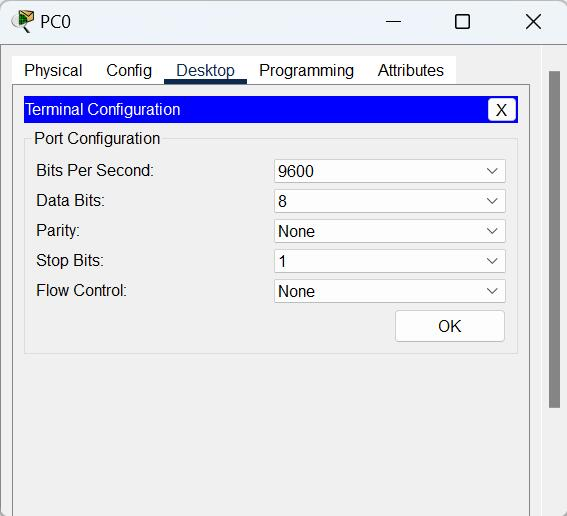 PC0
Physical Config Desktop Programming Attributes
Terminal Configuration X
Port Configuration
Bits Per Second: 9600
Data Bits: 8
Parity: None
Stop Bits: 1
Flow Control: None
OK